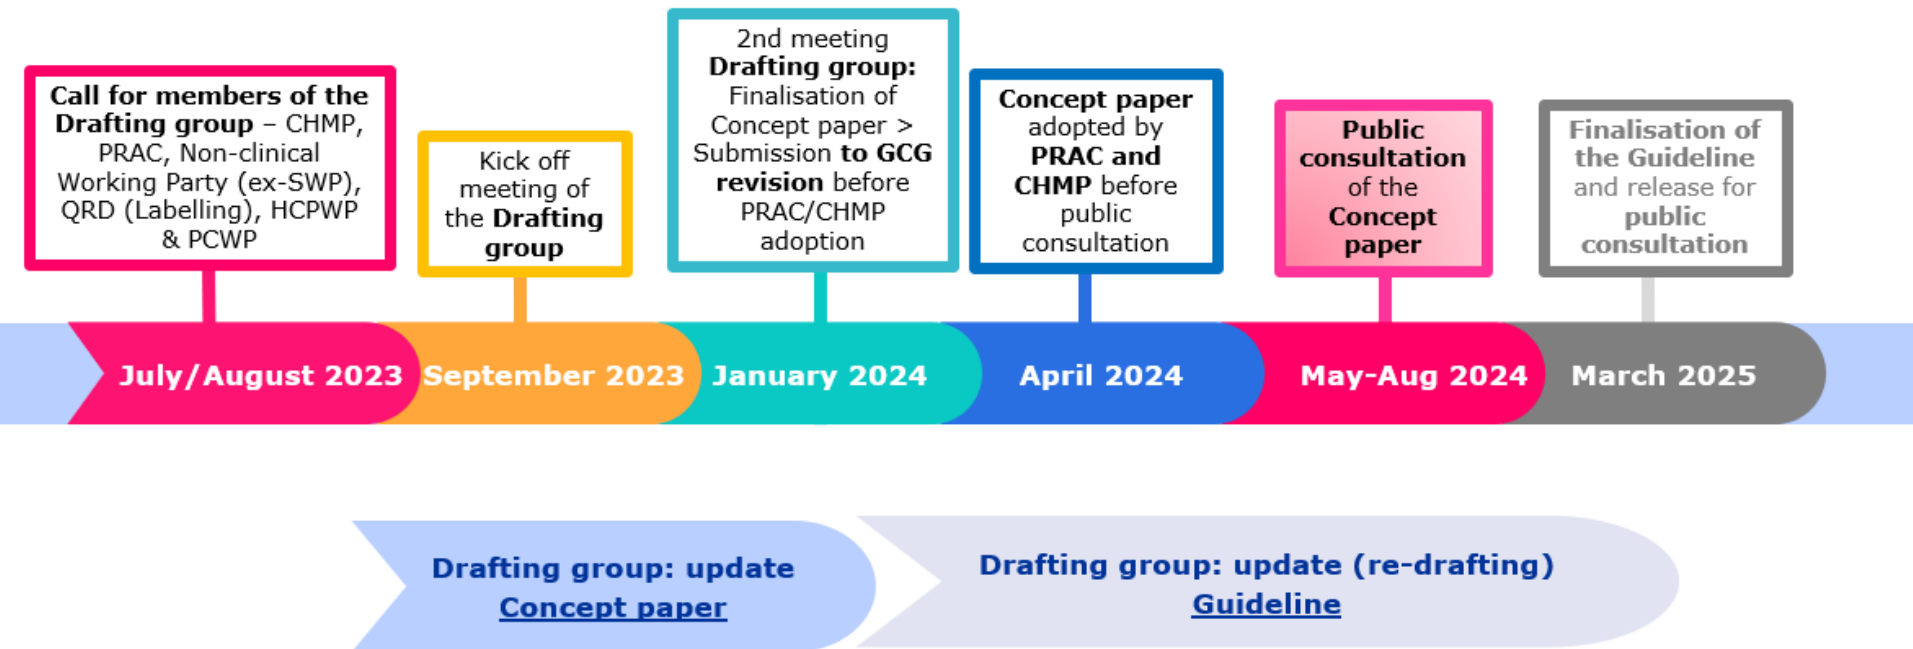 Call for members of the
Drafting group – CHMP,
PRAC, Non-clinical
Working Party (ex-SWP),
QRD (Labelling), HCPWP
& PCWP
Kick off
meeting of
the Drafting
group
2nd meeting
Drafting group:
Finalisation of
Concept paper >
Submission to GCG
revision before
PRAC/CHMP
adoption
Concept paper
adopted by
PRAC and
CHMP before
public
consultation
Public
consultation
of the
Concept
paper
Finalisation of
the Guideline
and release for
public
consultation
July/August 2023
September 2023
January 2024
April 2024
May-Aug 2024
March 2025
Drafting group: update
Concept paper
Drafting group: update (re-drafting)
Guideline